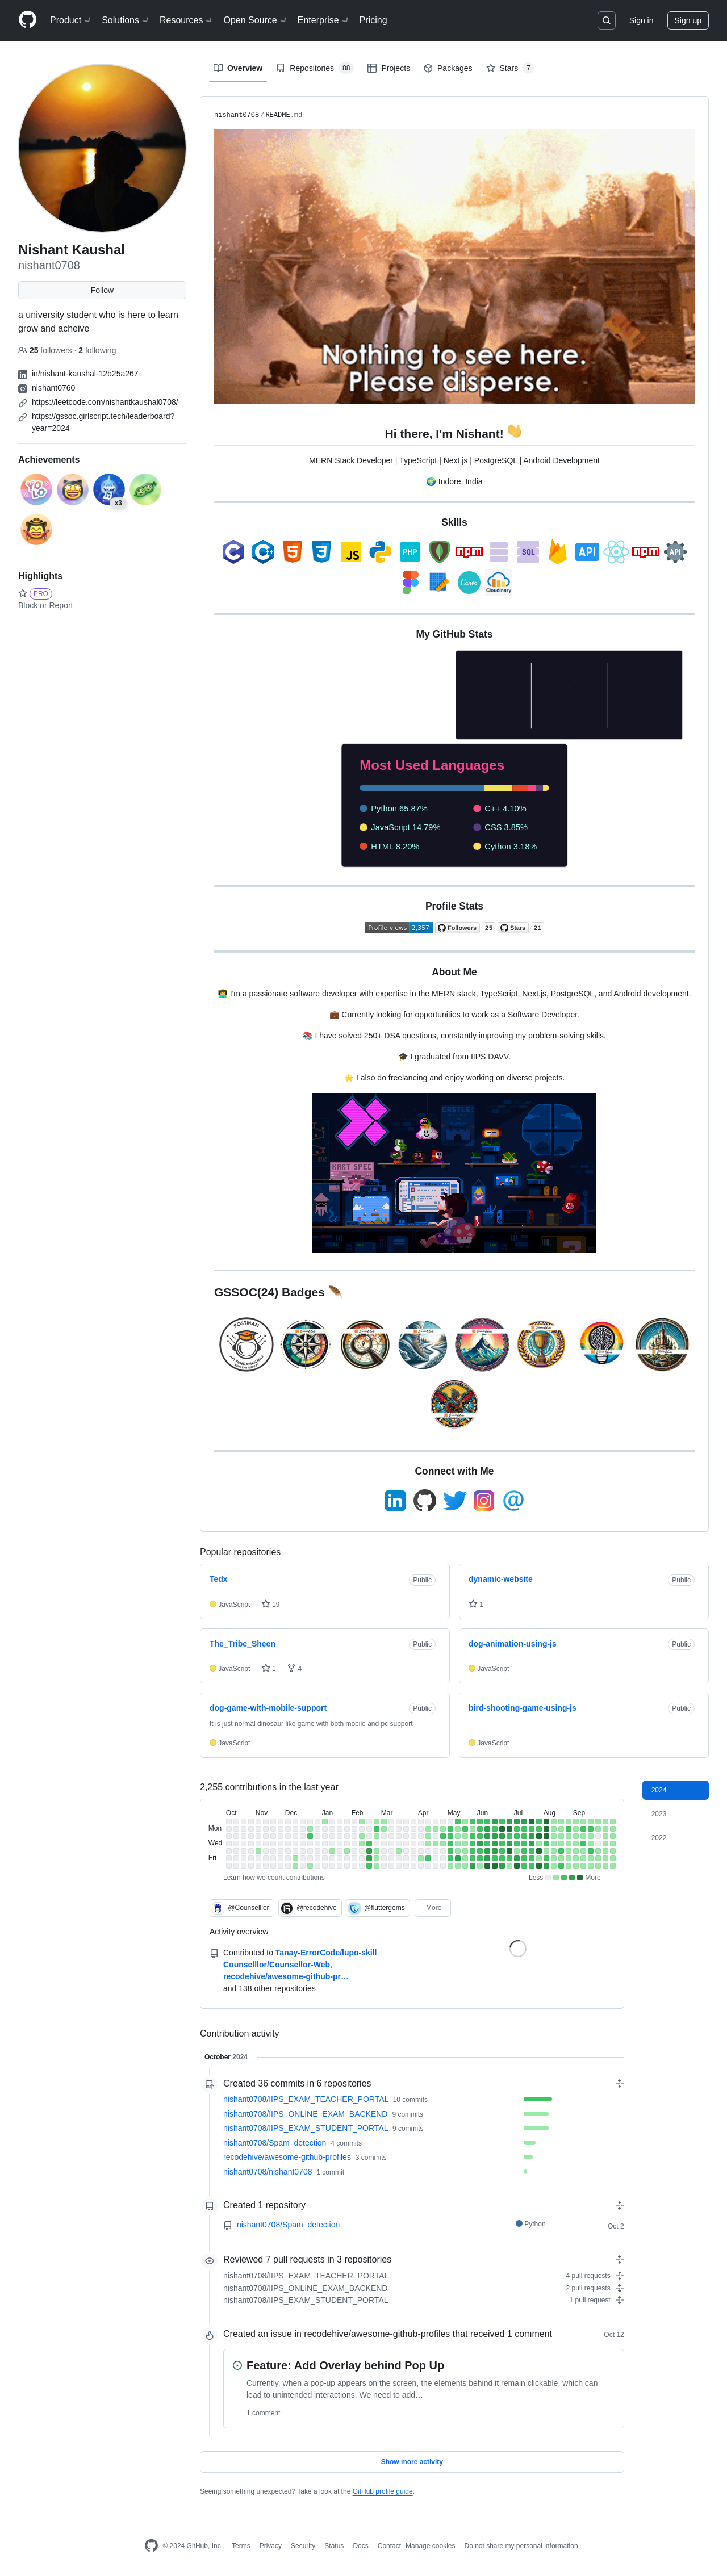 Product Solutions Resources Open Source Enterprise Pricing Sign in Sign up
Overview Repositories 88 Projects Packages Stars 7
Nishant Kaushal
nishant0708
Follow
a university student who is here to learn
grow and acheive
25 followers · 2 following
in/nishant-kaushal-12b25a267
nishant0760
https://leetcode.com/nishantkaushal0708/
https://gssoc.girlscript.tech/leaderboard?
year=2024
Achievements
YOLO
x3
Highlights
PRO
Block or Report
nishant0708/README.md
Nothing to see here.
Please disperse.
Hi there, I'm Nishant! 👋
MERN Stack Developer | TypeScript | Next.js | PostgreSQL | Android Development
🌍 Indore, India
Skills
C C++ 5 3 JS PHP npm SQL API npm API
Canva Cloudinary
My GitHub Stats
Most Used Languages
Python 65.87% C++ 4.10%
JavaScript 14.79% CSS 3.85%
HTML 8.20% Cython 3.18%
Profile Stats
Profile views 2,357 Followers 25 Stars 21
About Me
👨‍💻 I'm a passionate software developer with expertise in the MERN stack, TypeScript, Next.js, PostgreSQL, and Android development.
💼 Currently looking for opportunities to work as a Software Developer.
📚 I have solved 250+ DSA questions, constantly improving my problem-solving skills.
🎓 I graduated from IIPS DAVV.
🌟 I also do freelancing and enjoy working on diverse projects.
KART SPEC
GSSOC(24) Badges 🪶
POSTMAN
Connect with Me
Popular repositories
Tedx Public
JavaScript 19
dynamic-website Public
1
The_Tribe_Sheen Public
JavaScript 1 4
dog-animation-using-js Public
JavaScript
dog-game-with-mobile-support Public
It is just normal dinosaur like game with both mobile and pc support
JavaScript
bird-shooting-game-using-js Public
JavaScript
2,255 contributions in the last year
2024
2023
2022
Oct Nov Dec Jan Feb Mar Apr May Jun Jul Aug Sep
Mon
Wed
Fri
Learn how we count contributions Less More
@Counselllor @recodehive @fluttergems More
Activity overview
Contributed to Tanay-ErrorCode/lupo-skill,
Counselllor/Counsellor-Web,
recodehive/awesome-github-pr…
and 138 other repositories
Contribution activity
October 2024
Created 36 commits in 6 repositories
nishant0708/IIPS_EXAM_TEACHER_PORTAL 10 commits
nishant0708/IIPS_ONLINE_EXAM_BACKEND 9 commits
nishant0708/IIPS_EXAM_STUDENT_PORTAL 9 commits
nishant0708/Spam_detection 4 commits
recodehive/awesome-github-profiles 3 commits
nishant0708/nishant0708 1 commit
Created 1 repository
nishant0708/Spam_detection Python Oct 2
Reviewed 7 pull requests in 3 repositories
nishant0708/IIPS_EXAM_TEACHER_PORTAL 4 pull requests
nishant0708/IIPS_ONLINE_EXAM_BACKEND 2 pull requests
nishant0708/IIPS_EXAM_STUDENT_PORTAL 1 pull request
Created an issue in recodehive/awesome-github-profiles that received 1 comment Oct 12
Feature: Add Overlay behind Pop Up
Currently, when a pop-up appears on the screen, the elements behind it remain clickable, which can
lead to unintended interactions. We need to add…
1 comment
Show more activity
Seeing something unexpected? Take a look at the GitHub profile guide.
© 2024 GitHub, Inc. Terms Privacy Security Status Docs Contact Manage cookies Do not share my personal information